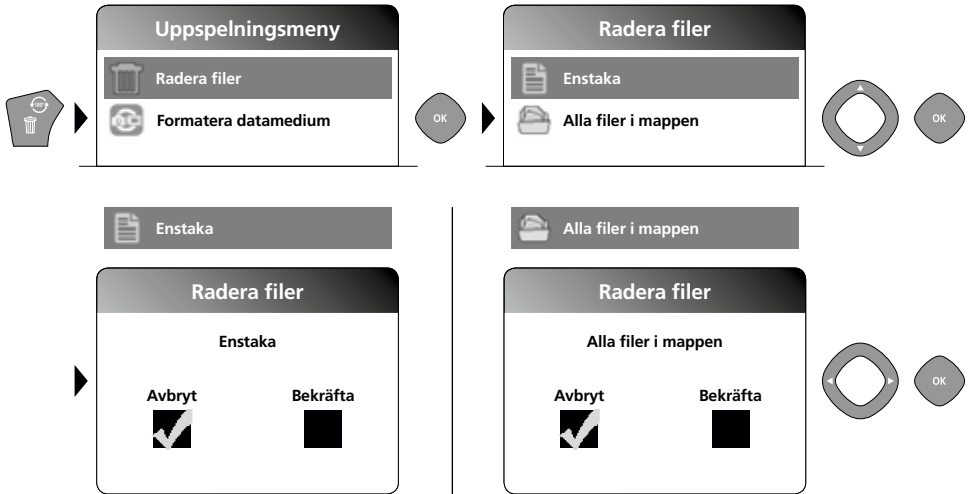 Uppspelningsmeny
Radera filer
Formatera datamedium
180°
OK
Radera filer
Enstaka
Alla filer i mappen
OK
Enstaka
Radera filer
Enstaka
Avbryt Bekräfta
Alla filer i mappen
Radera filer
Alla filer i mappen
Avbryt Bekräfta
OK